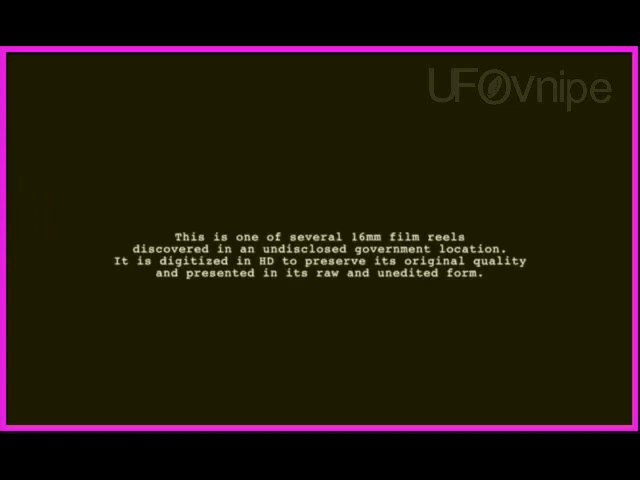 UFOvnipe
This is one of several 16mm film reels
discovered in an undisclosed government location.
It is digitized in HD to preserve its original quality
and presented in its raw and unedited form.